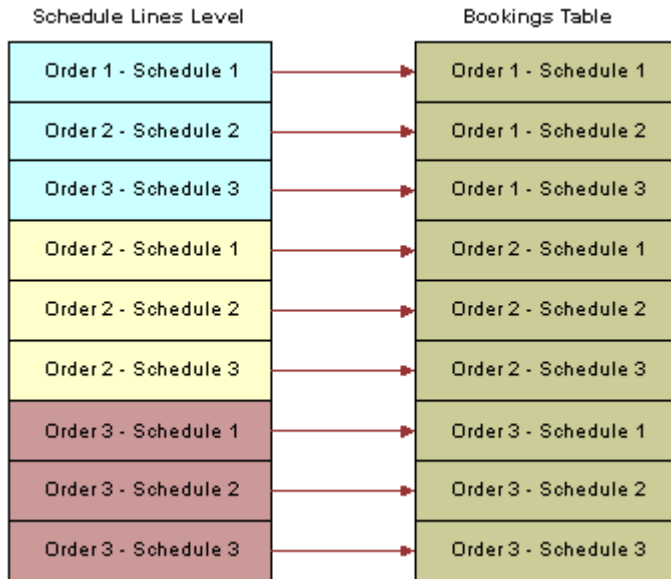 Schedule Lines Level
Bookings Table
Order 1 - Schedule 1
Order 1 - Schedule 1
Order 2 - Schedule 2
Order 1 - Schedule 2
Order 3 - Schedule 3
Order 1 - Schedule 3
Order 2 - Schedule 1
Order 2 - Schedule 1
Order 2 - Schedule 2
Order 2 - Schedule 2
Order 2 - Schedule 3
Order 2 - Schedule 3
Order 3 - Schedule 1
Order 3 - Schedule 1
Order 3 - Schedule 2
Order 3 - Schedule 2
Order 3 - Schedule 3
Order 3 - Schedule 3